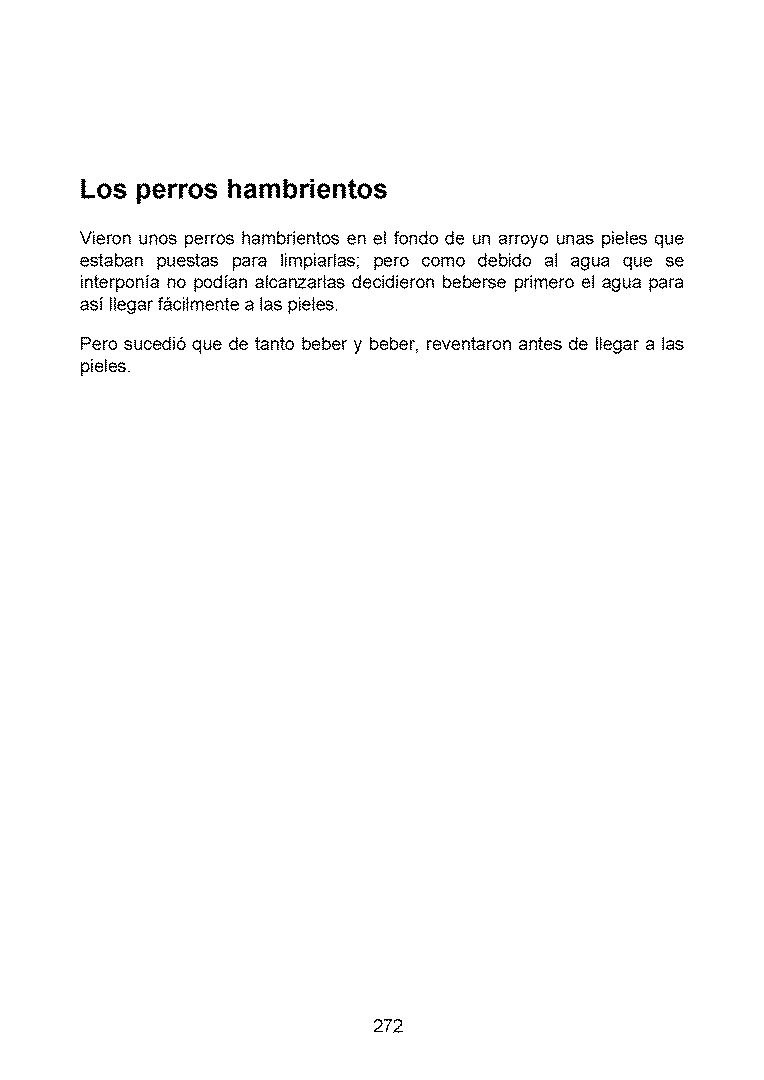 Los perros hambrientos
Vieron unos perros hambrientos en el fondo de un arroyo unas pieles que
estaban puestas para limpiarlas; pero como debido al agua que se
interponía no podían alcanzarlas decidieron beberse primero el agua para
así llegar fácilmente a las pieles.
Pero sucedió que de tanto beber y beber, reventaron antes de llegar a las
pieles.
272